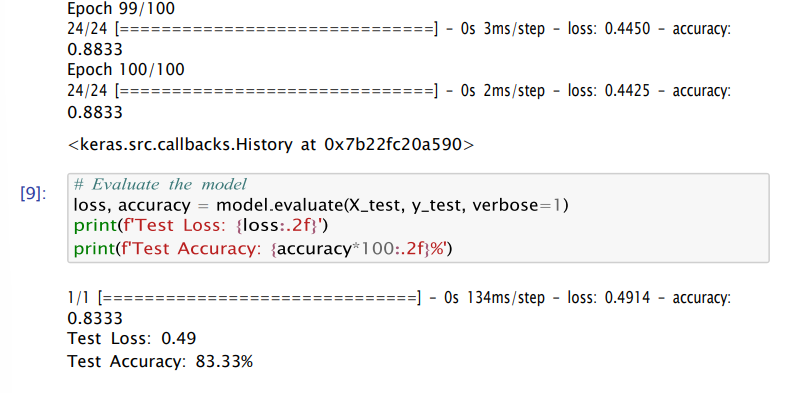 Epoch 99/100
24/24 [==============================] - 0s 3ms/step - loss: 0.4450 - accuracy:
0.8833
Epoch 100/100
24/24 [==============================] - 0s 2ms/step - loss: 0.4425 - accuracy:
0.8833
<keras.src.callbacks.History at 0x7b22fc20a590>
[9]:
# Evaluate the model
loss, accuracy = model.evaluate(X_test, y_test, verbose=1)
print(f'Test Loss: {loss:.2f}')
print(f'Test Accuracy: {accuracy*100:.2f}%')
1/1 [==============================] - 0s 134ms/step - loss: 0.4914 - accuracy:
0.8333
Test Loss: 0.49
Test Accuracy: 83.33%